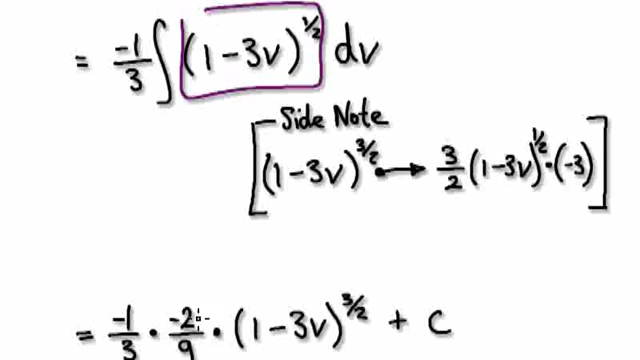 = -1/3 ∫ (1-3v)^1/2 dv
Side Note
(1-3v)^3/2 → 3/2 (1-3v)^1/2 · (-3)
= -1/3 · -2/9 · (1-3v)^3/2 + C